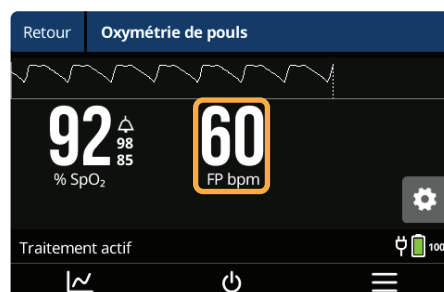 Retour Oxymétrie de pouls
92 98 60
85
% SpO₂ FP bpm
Traitement actif 100